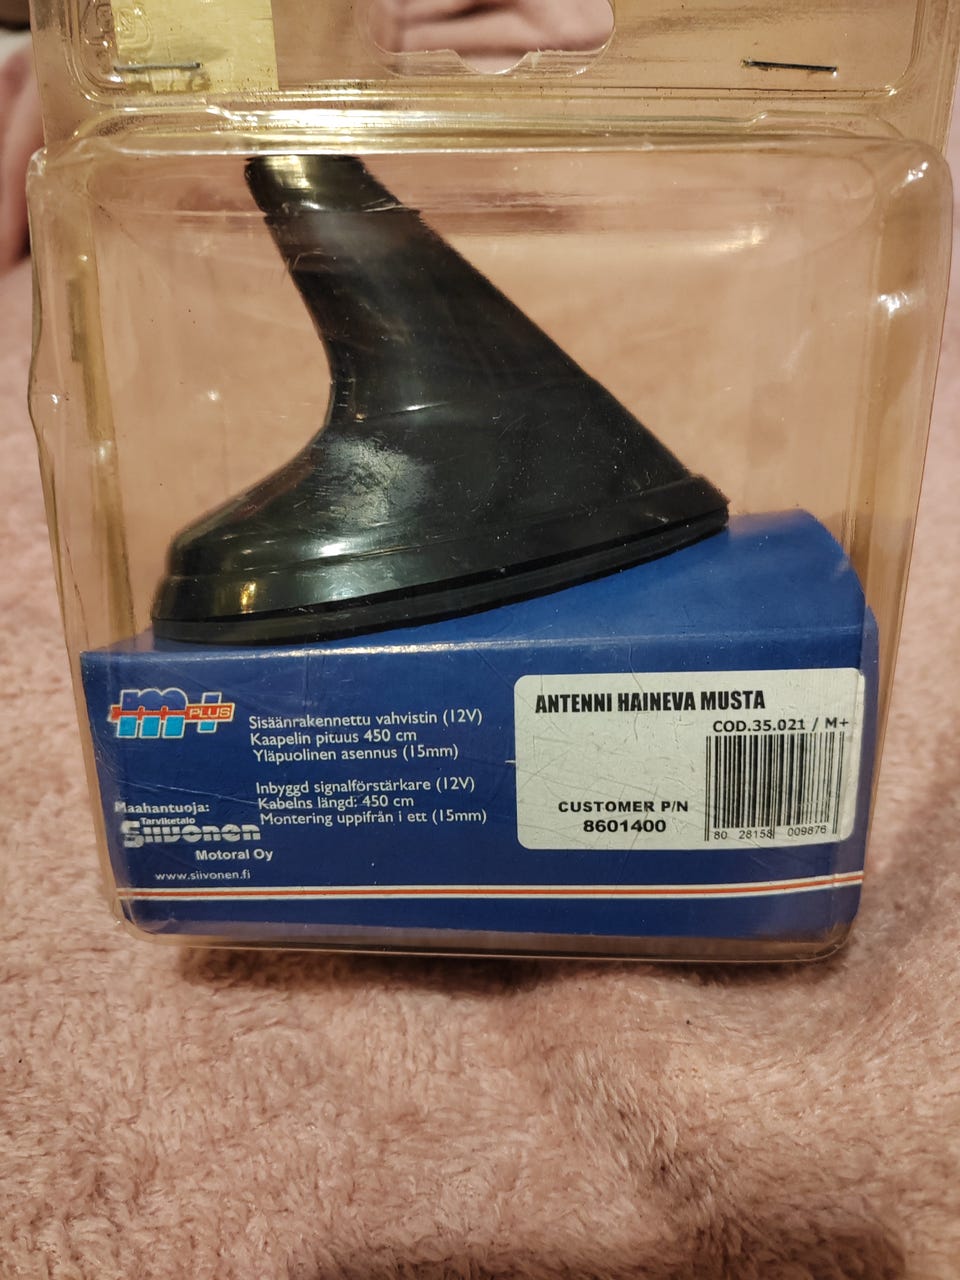 m+
PLUS
Sisäänrakennettu vahvistin (12V)
Kaapelin pituus 450 cm
Yläpuolinen asennus (15mm)
Inbyggd signalförstärkare (12V)
Kabelns längd: 450 cm
Montering uppifrån i ett (15mm)
Maahantuoja:
Tarviketalo
Siivonen
Motoral Oy
www.siivonen.fi
ANTENNI HAINEVA MUSTA
COD.35.021 / M+
CUSTOMER P/N
8601400
80 28158 009876